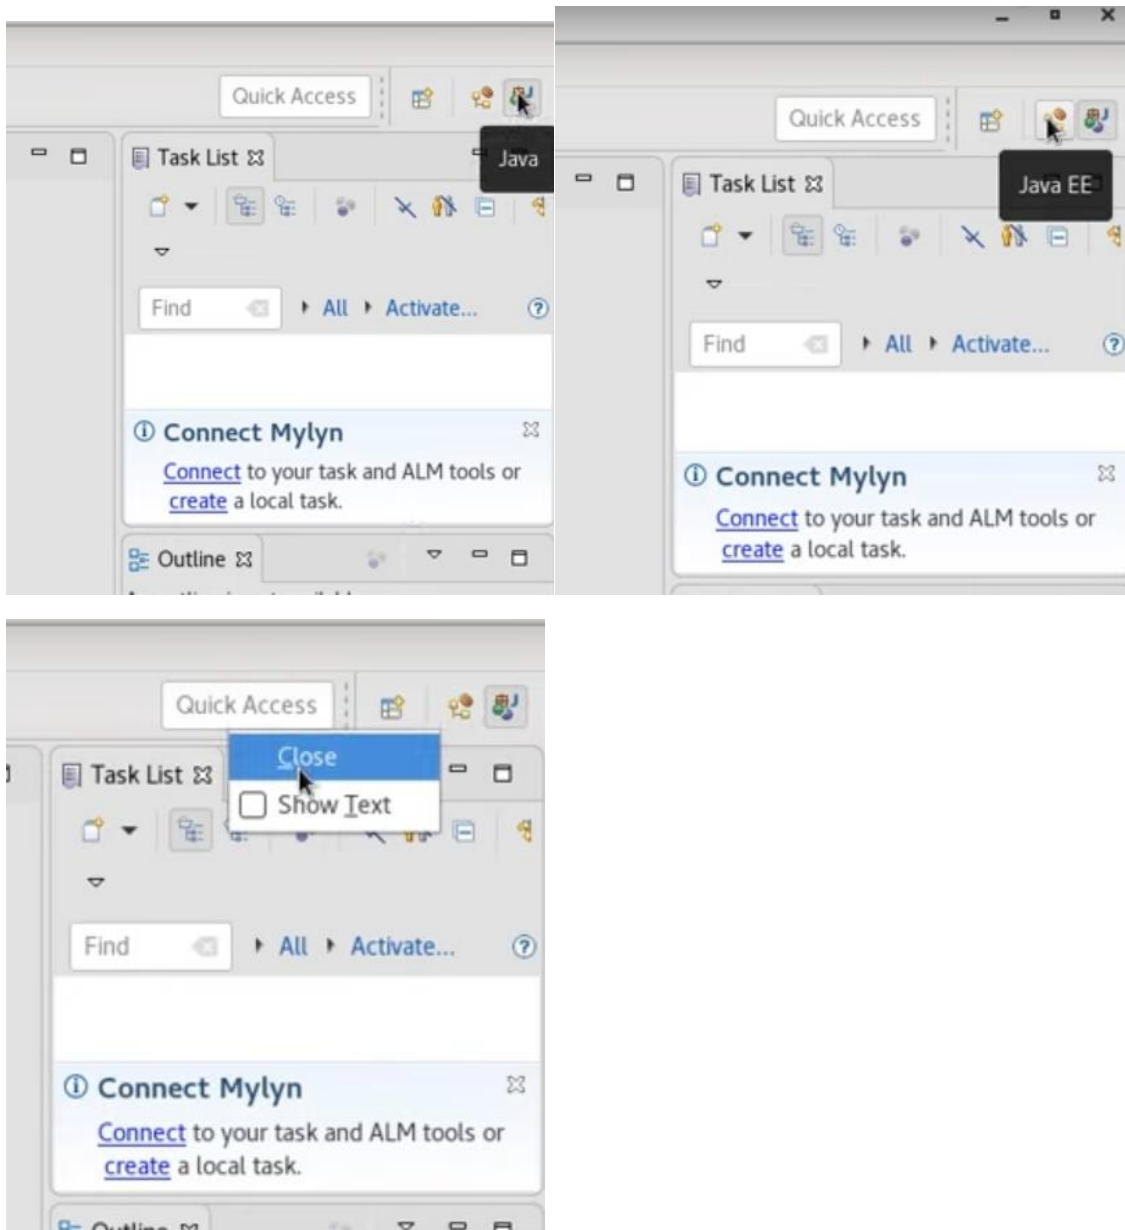 Quick Access
Java
Task List
Find
All
Activate...
Connect Mylyn
Connect to your task and ALM tools or
create a local task.
Outline
Quick Access
Java EE
Task List
Find
All
Activate...
Connect Mylyn
Connect to your task and ALM tools or
create a local task.
Quick Access
Close
Show Text
Task List
Find
All
Activate...
Connect Mylyn
Connect to your task and ALM tools or
create a local task.
Outline